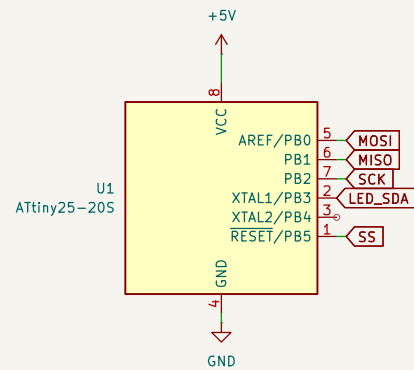 +5V
8
VCC
AREF/PB0 5 MOSI
PB1 6 MISO
PB2 7 SCK
U1
XTAL1/PB3 2 LED_SDA
ATtiny25-20S
XTAL2/PB4 3
RESET/PB5 1 SS
GND
4
GND